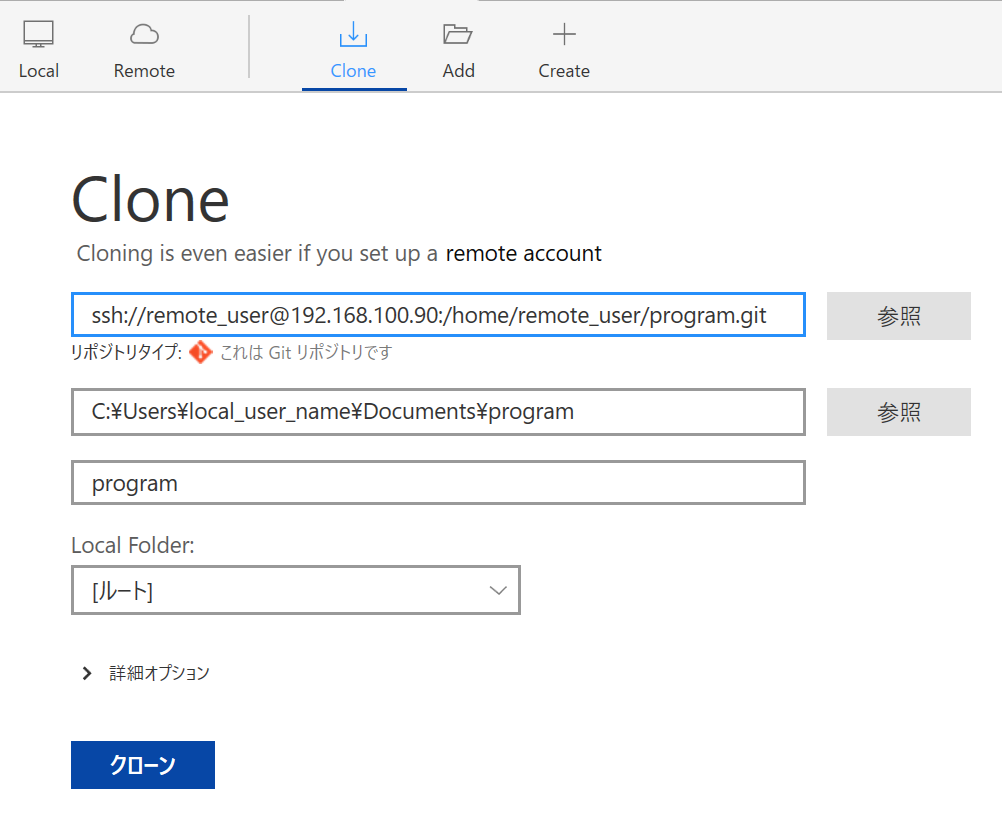 Local Remote Clone Add Create
Clone
Cloning is even easier if you set up a remote account
ssh://remote_user@192.168.100.90:/home/remote_user/program.git 参照
リポジトリタイプ: これは Git リポジトリです
C:¥Users¥local_user_name¥Documents¥program 参照
program
Local Folder:
[ルート]
詳細オプション
クローン